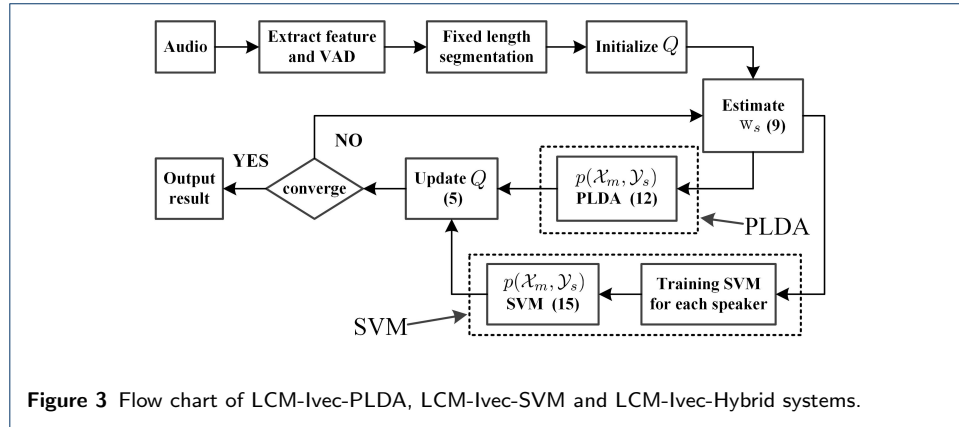 Audio
Extract feature
and VAD
Fixed length
segmentation
Initialize Q
Estimate
w_s (9)
NO
YES
Output
result
converge
Update Q
(5)
p(𝒳_m, 𝒴_s)
PLDA (12)
PLDA
p(𝒳_m, 𝒴_s)
SVM (15)
Training SVM
for each speaker
SVM
Figure 3 Flow chart of LCM-Ivec-PLDA, LCM-Ivec-SVM and LCM-Ivec-Hybrid systems.